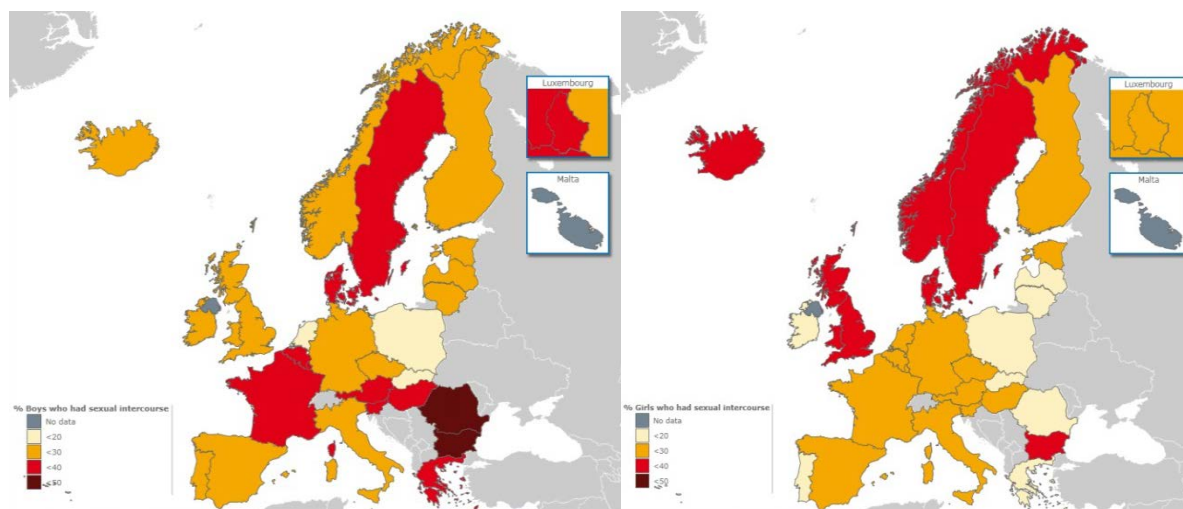 Luxembourg
Malta
% Boys who had sexual intercourse
No data
<20
<30
<40
<50
Luxembourg
Malta
% Girls who had sexual intercourse
No data
<20
<30
<40
<50